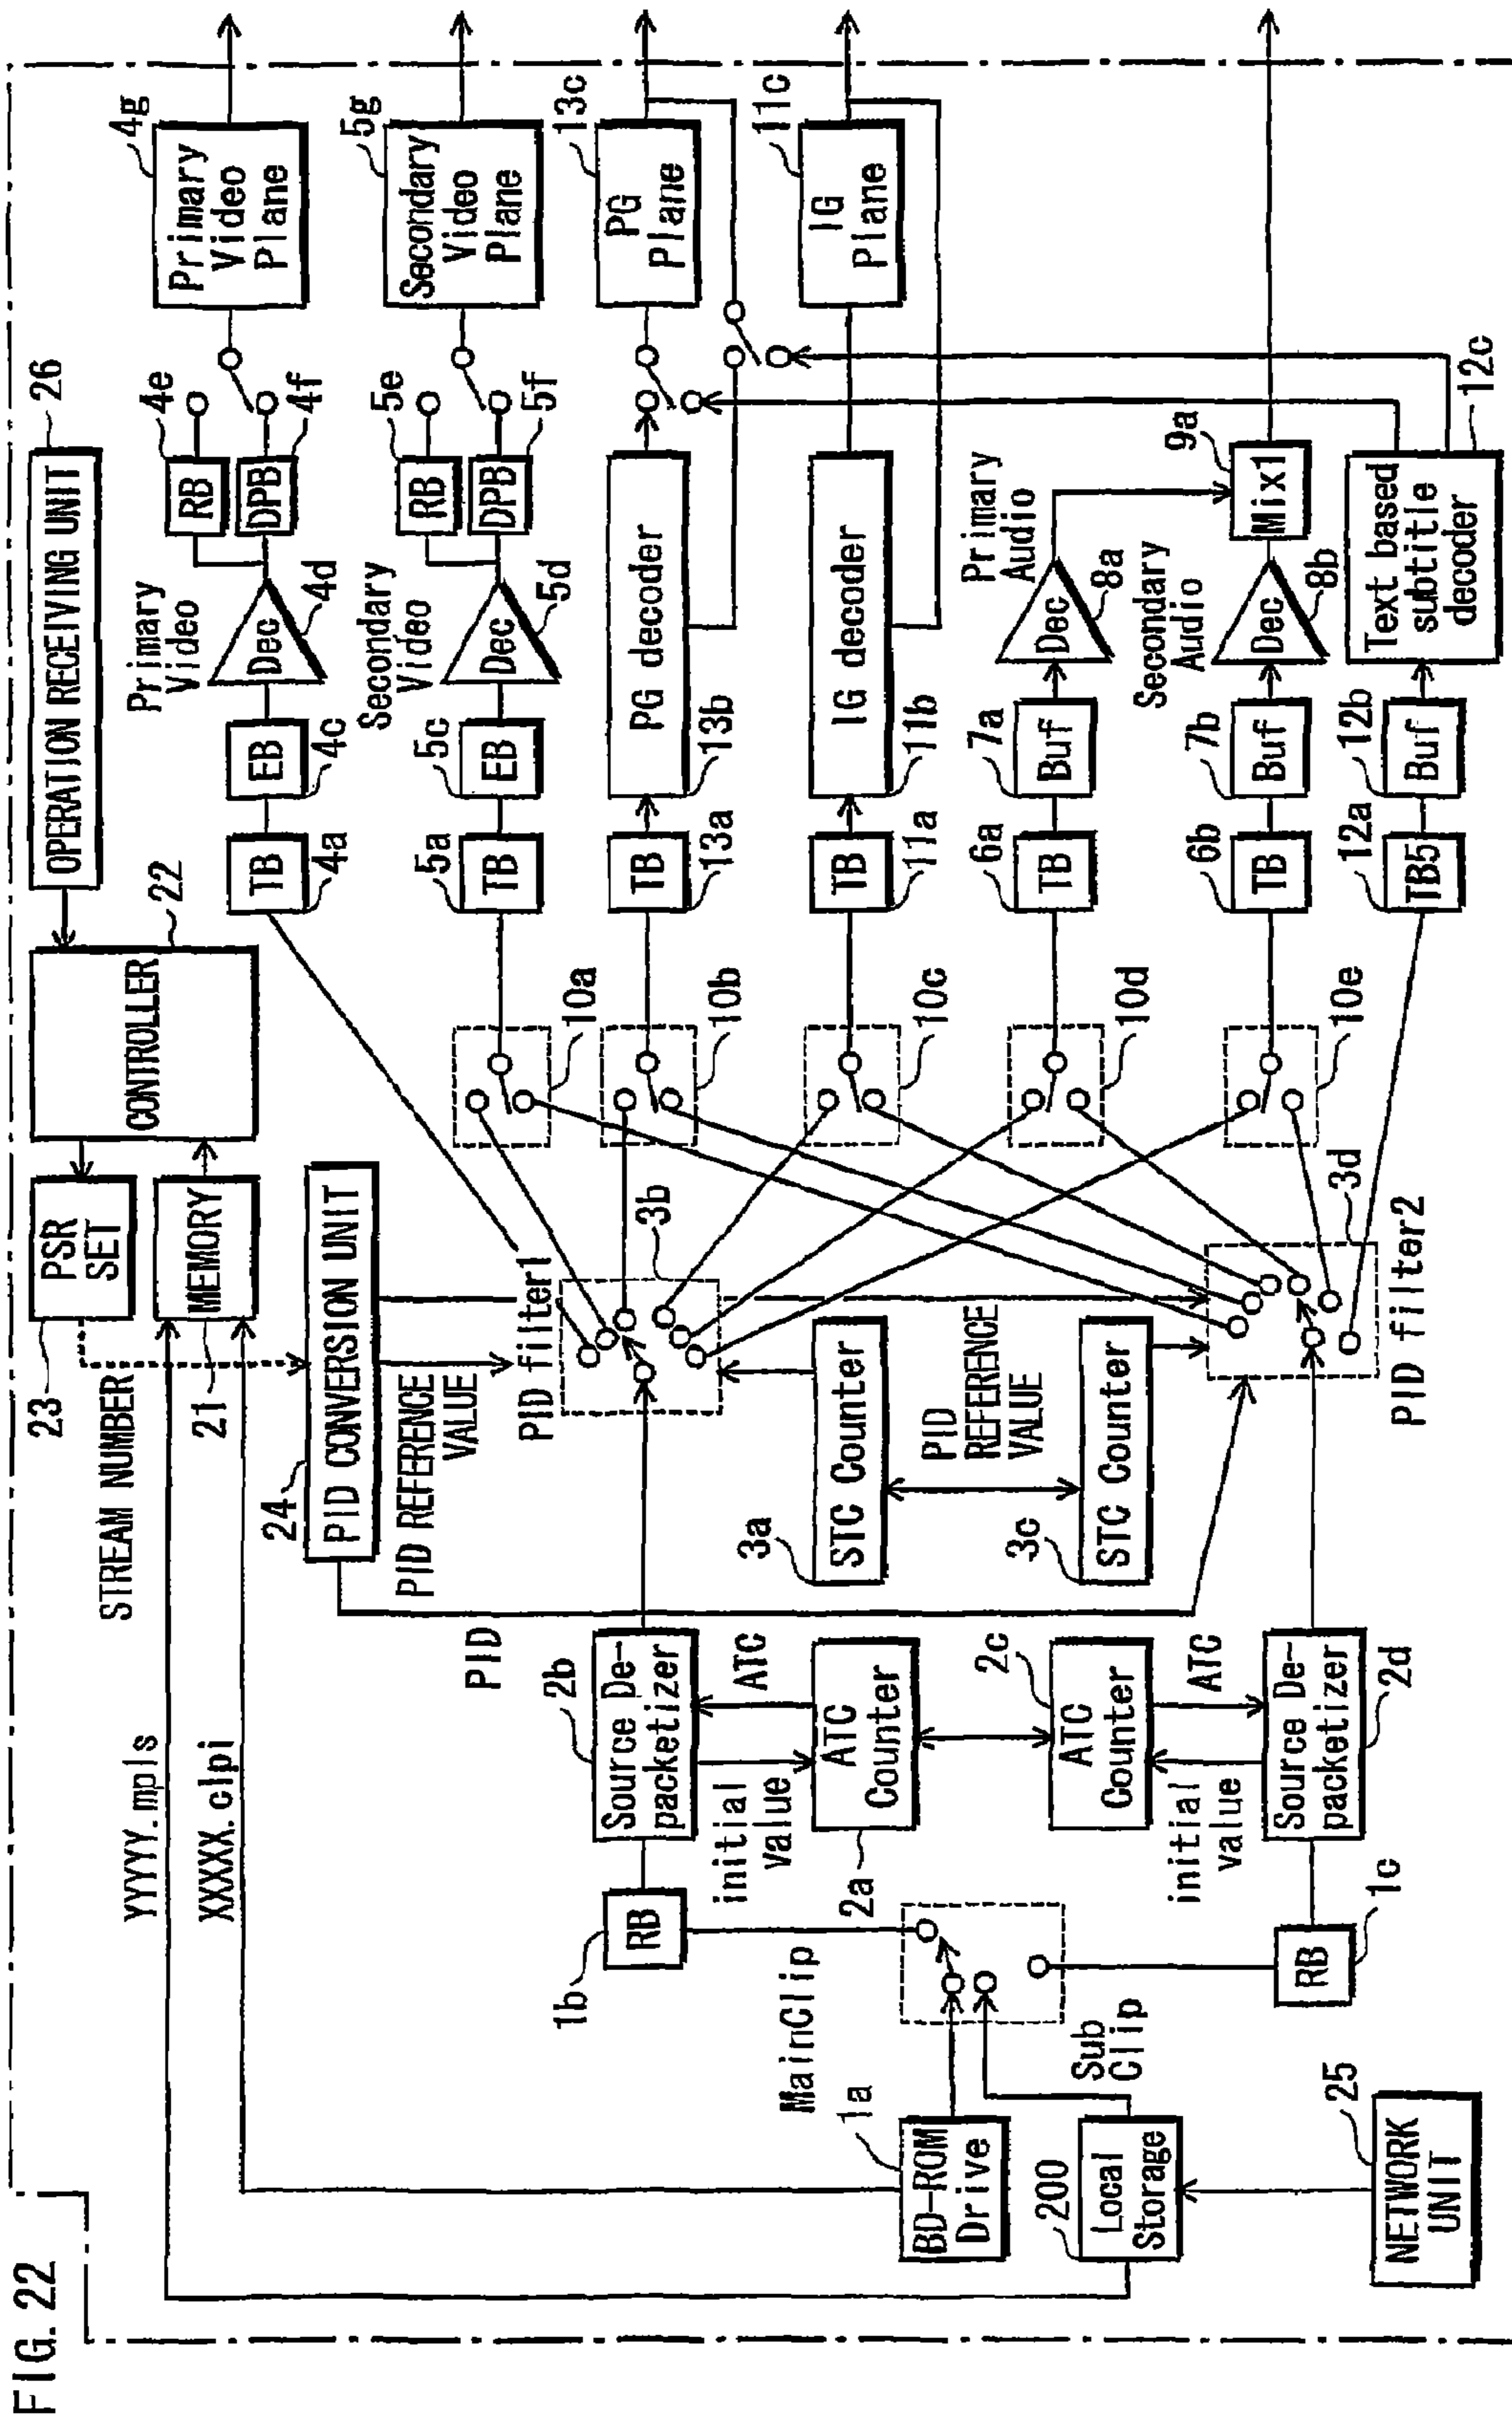 FIG. 22
26
OPERATION RECEIVING UNIT
22
CONTROLLER
PSR
SET
23
MEMORY
21
STREAM NUMBER
YYYYY.mpls
XXXXX.clpi
24
PID CONVERSION UNIT
PID REFERENCE
VALUE
PID
PID filter1
3b
Primary
Video
TB
4a
EB
4c
Dec
4d
RB
4e
DPB
4f
Primary
Video
Plane
4g
Secondary
Video
TB
5a
EB
5c
Dec
5d
RB
5e
DPB
5f
Secondary
Video
Plane
5g
10a
TB
13a
PG decoder
13b
PG
Plane
13c
10b
TB
11a
IG decoder
11b
IG
Plane
11c
10c
TB
6a
Buf
7a
Dec
8a
Primary
Audio
10d
TB
6b
Buf
7b
Dec
8b
Secondary
Audio
Mix1
9a
10e
TB5
12a
Buf
12b
Text based
subtitle
decoder
12c
RB
1b
Source De-
packetizer
2b
ATC
initial
value
ATC
Counter
2a
STC Counter
3a
PID
REFERENCE
VALUE
STC Counter
3c
ATC
Counter
2c
ATC
initial
value
Source De-
packetizer
2d
RB
1c
3d
PID filter2
MainClip
Sub
Clip
BD-ROM
Drive
1a
Local
Storage
200
NETWORK
UNIT
25